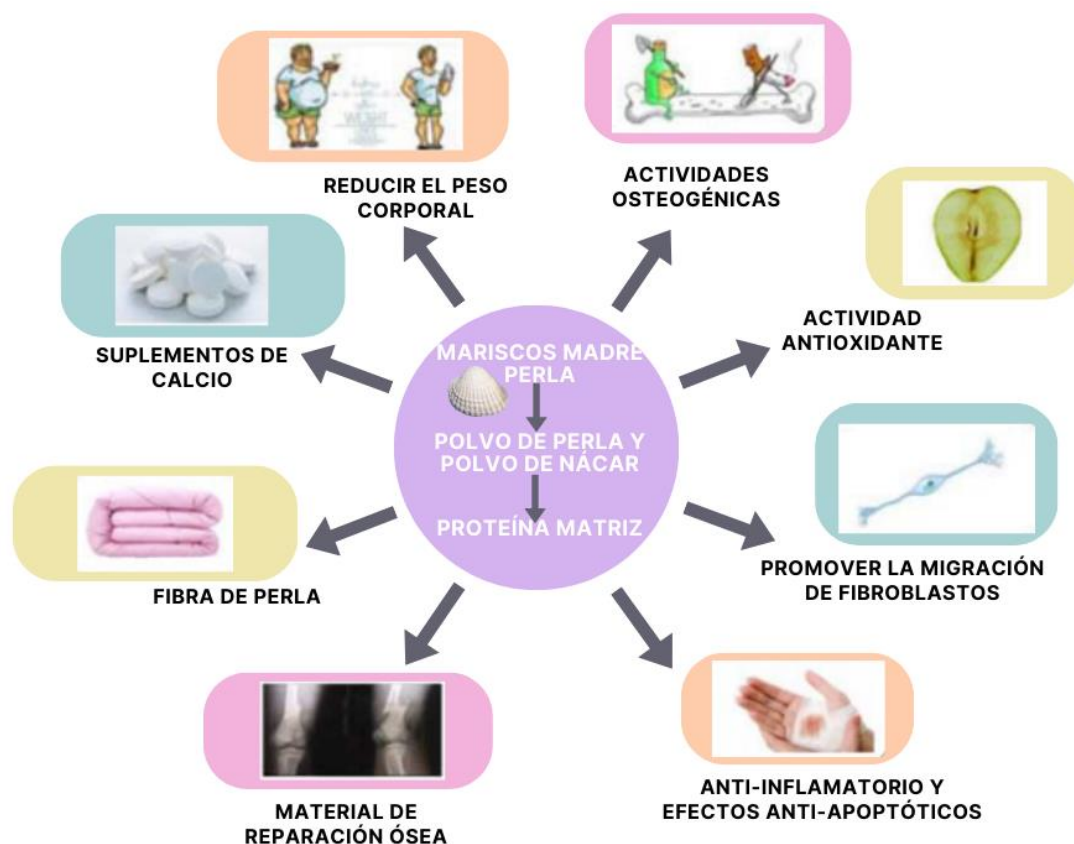 REDUCIR EL PESO
CORPORAL
ACTIVIDADES
OSTEOGÉNICAS
SUPLEMENTOS DE
CALCIO
ACTIVIDAD
ANTIOXIDANTE
MARISCOS MADRE
PERLA
POLVO DE PERLA Y
POLVO DE NÁCAR
PROTEÍNA MATRIZ
FIBRA DE PERLA
PROMOVER LA MIGRACIÓN
DE FIBROBLASTOS
MATERIAL DE
REPARACIÓN ÓSEA
ANTI-INFLAMATORIO Y
EFECTOS ANTI-APOPTÓTICOS